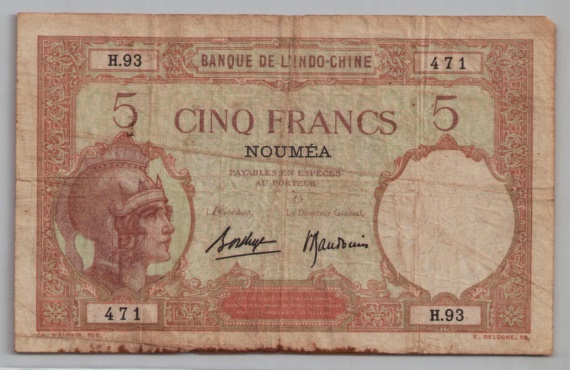 H.93 BANQUE DE L'INDO-CHINE 471
5 CINQ FRANCS 5
NOUMÉA
PAYABLES EN ESPÈCES
AU PORTEUR
Le Président, Le Directeur Général,
471 H.93